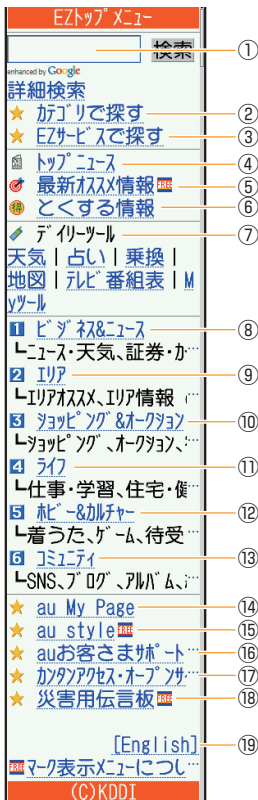 EZトップメニュー
検索 ①
enhanced by Google
詳細検索
★ カテゴリで探す ②
★ EZサービスで探す ③
トップニュース ④
最新オススメ情報 FREE ⑤
得 とくする情報 ⑥
デイリーツール ⑦
天気 | 占い | 乗換 |
地図 | テレビ番組表 | M
yツール
1 ビジネス&ニュース ⑧
┗ニュース・天気、証券・か…
2 エリア ⑨
┗エリアオススメ、エリア情報 (…
3 ショッピング&オークション ⑩
┗ショッピング、オークション、…
4 ライフ ⑪
┗仕事・学習、住宅・健…
5 ホビー&カルチャー ⑫
┗着うた、ゲーム、待受…
6 コミュニティ ⑬
┗SNS、ブログ、アルバム、…
★ au My Page ⑭
★ au style FREE ⑮
★ auお客さまサポート… ⑯
★ カンタンアクセス・オープンサ… ⑰
★ 災害用伝言板 FREE ⑱
[English] ⑲
FREE マーク表示メニューについ…
(C)KDDI